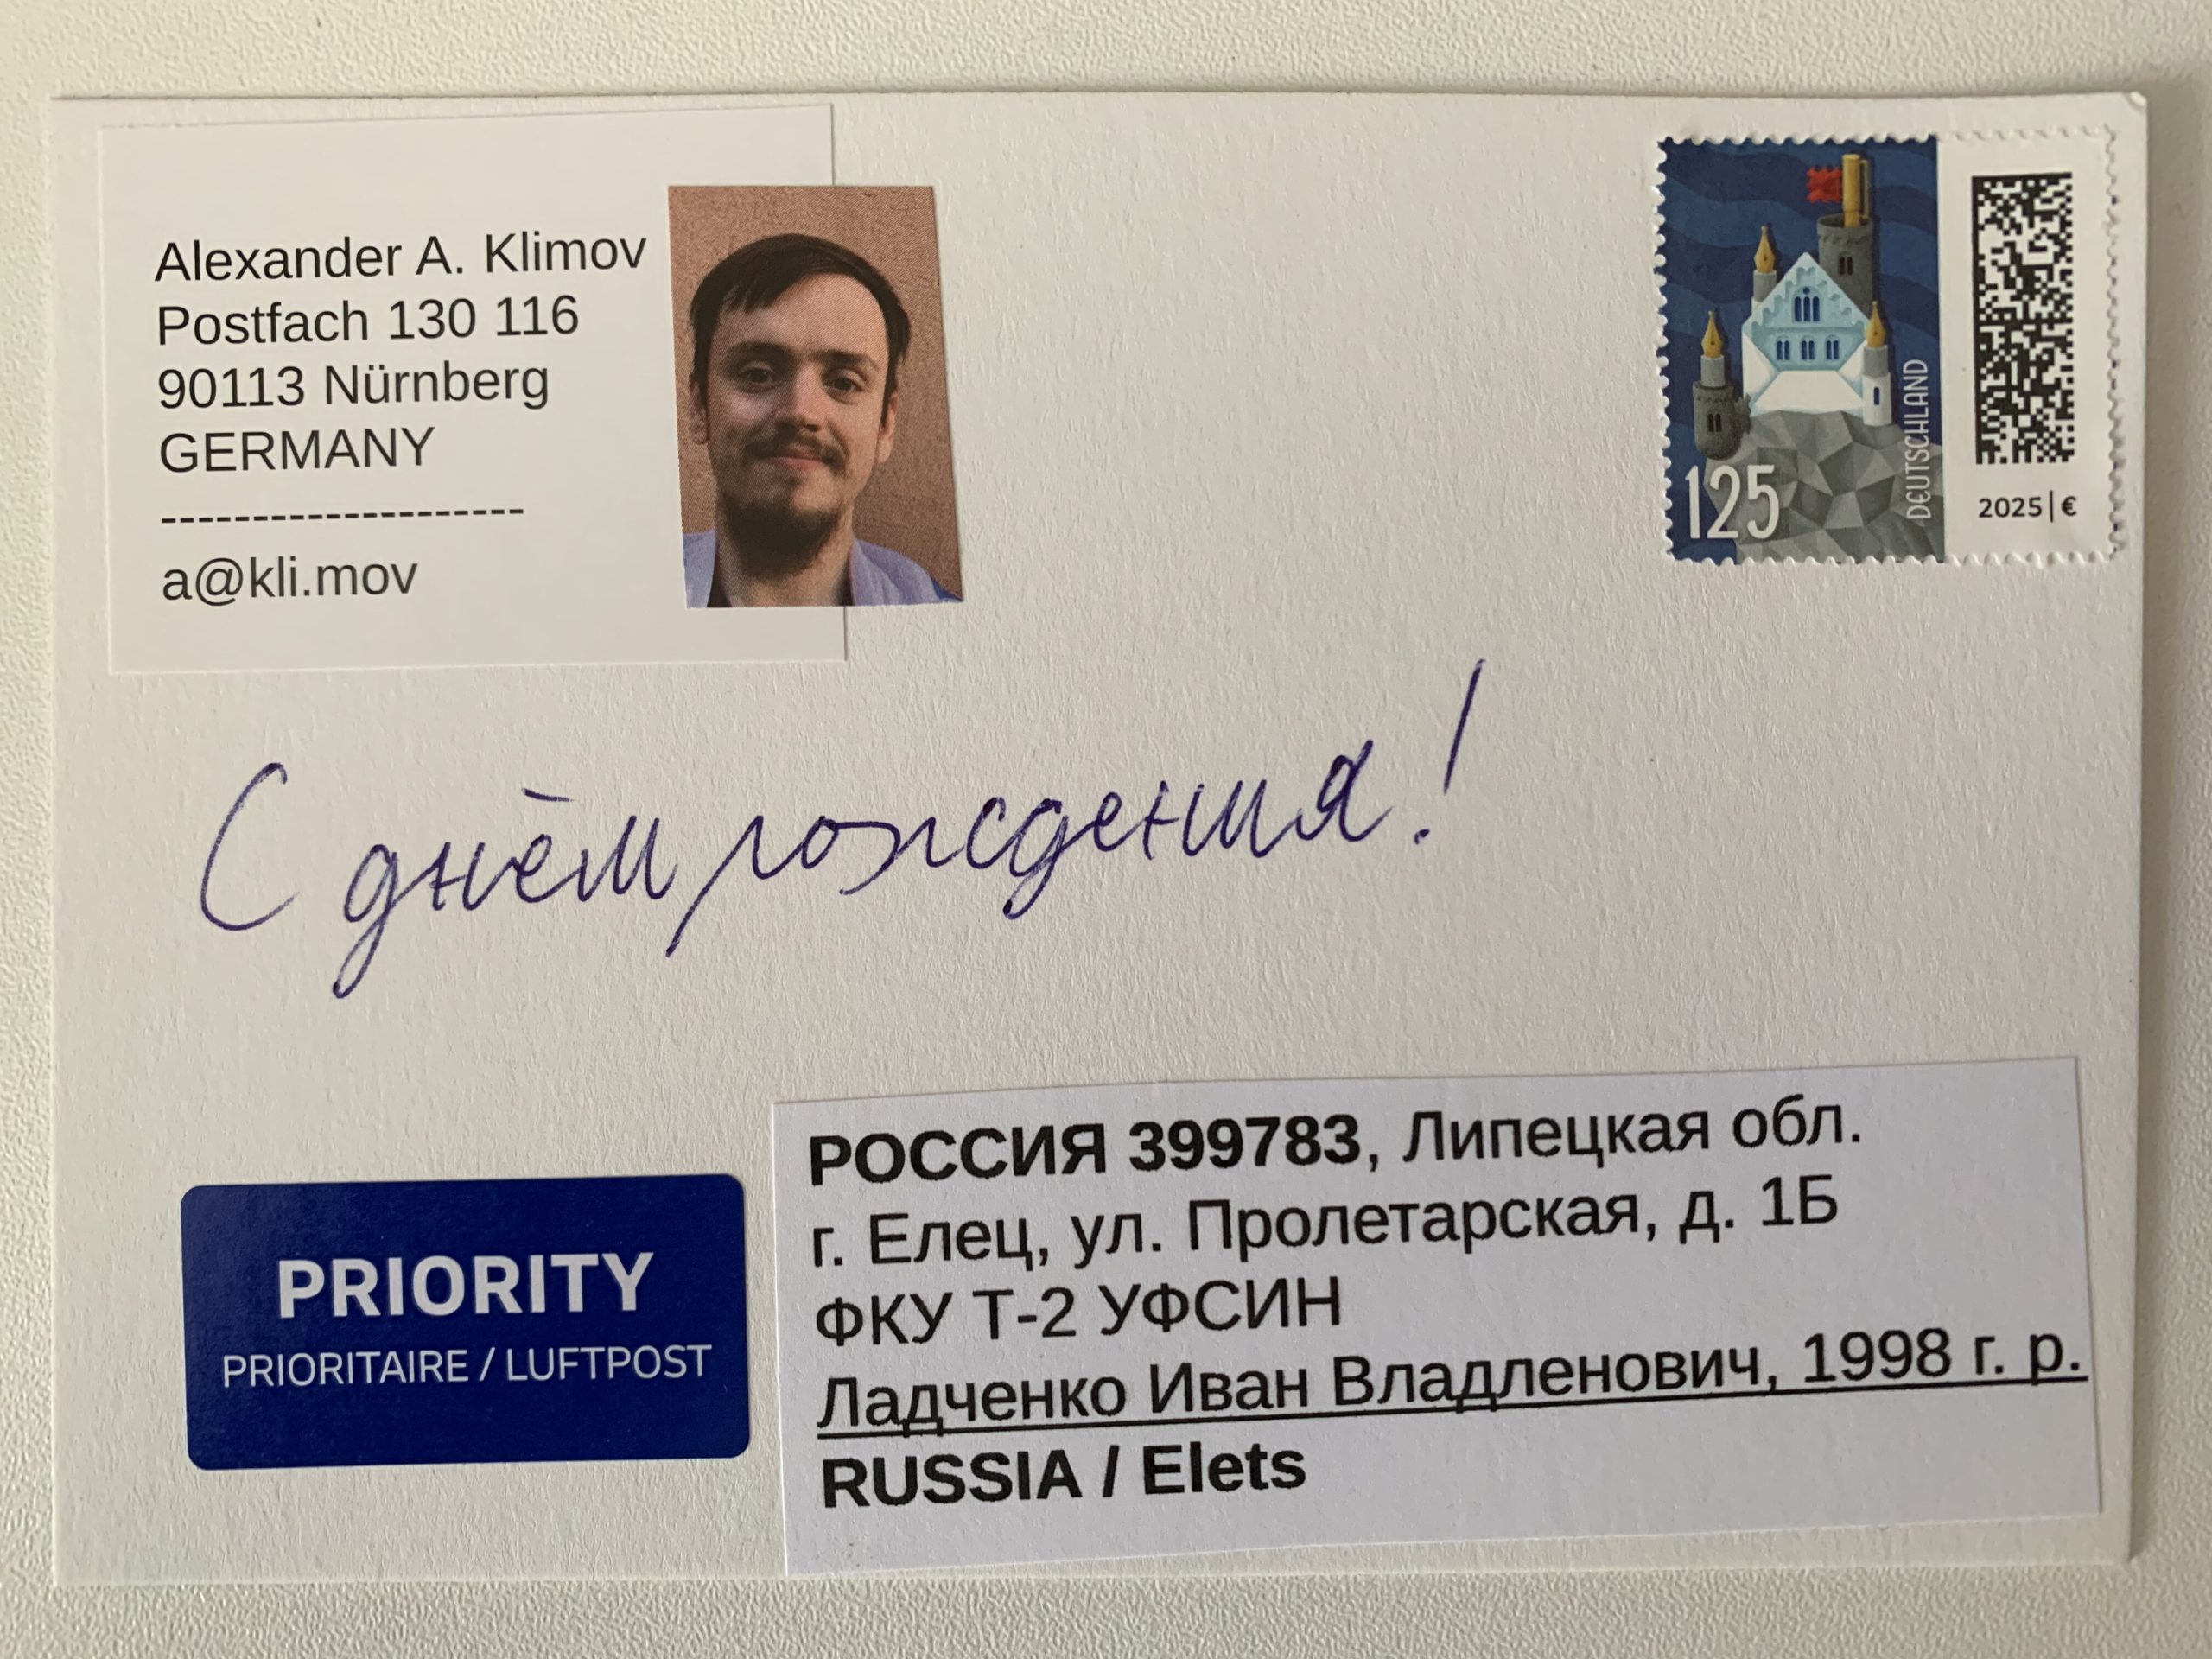 Alexander A. Klimov
Postfach 130 116
90113 Nürnberg
GERMANY
--------------------
a@kli.mov
125
DEUTSCHLAND
2025|€
С днём рождения!
PRIORITY
PRIORITAIRE / LUFTPOST
РОССИЯ 399783, Липецкая обл.
г. Елец, ул. Пролетарская, д. 1Б
ФКУ Т-2 УФСИН
Ладченко Иван Владленович, 1998 г. р.
RUSSIA / Elets